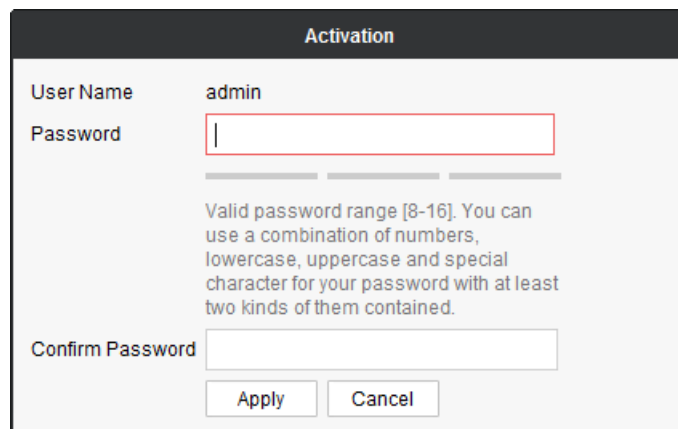 Activation
User Name admin
Password
Valid password range [8-16]. You can
use a combination of numbers,
lowercase, uppercase and special
character for your password with at least
two kinds of them contained.
Confirm Password
Apply Cancel